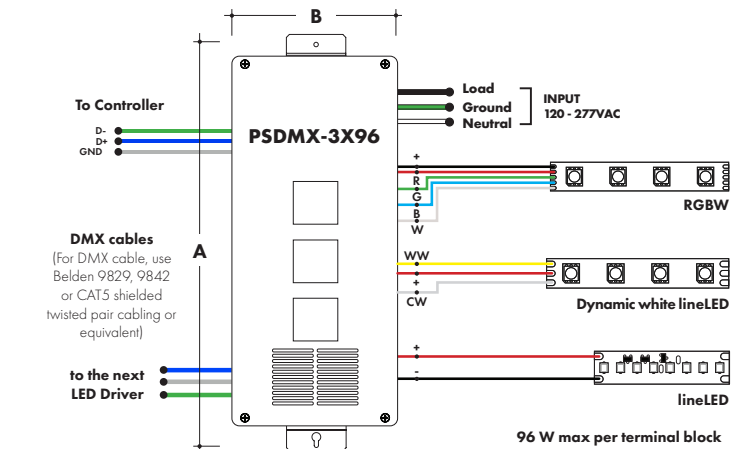 B
To Controller
D-
D+
GND
PSDMX-3X96
Load
Ground
Neutral
INPUT
120 - 277VAC
+
R
G
B
W
RGBW
DMX cables
(For DMX cable, use
Belden 9829, 9842
or CAT5 shielded
twisted pair cabling or
equivalent)
A
WW
+
CW
Dynamic white lineLED
+
-
lineLED
to the next
LED Driver
96 W max per terminal block